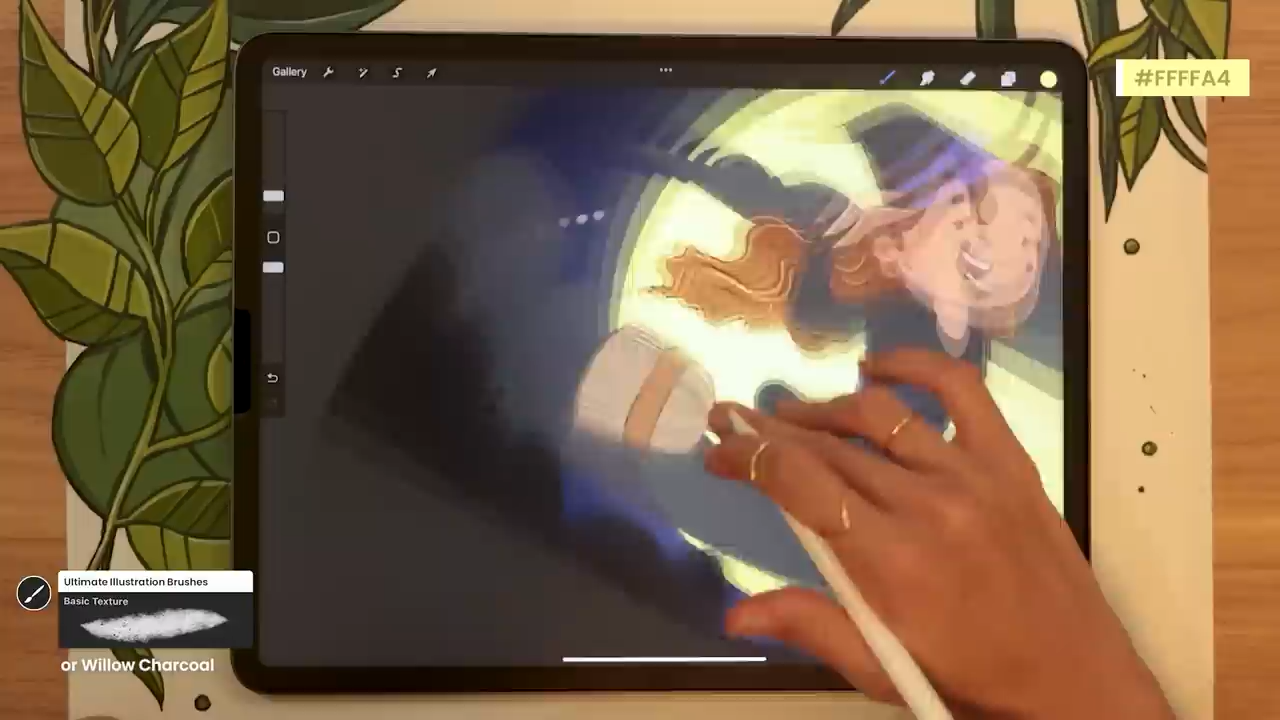 Gallery
#FFFFA4
Ultimate Illustration Brushes
Basic Texture
or Willow Charcoal